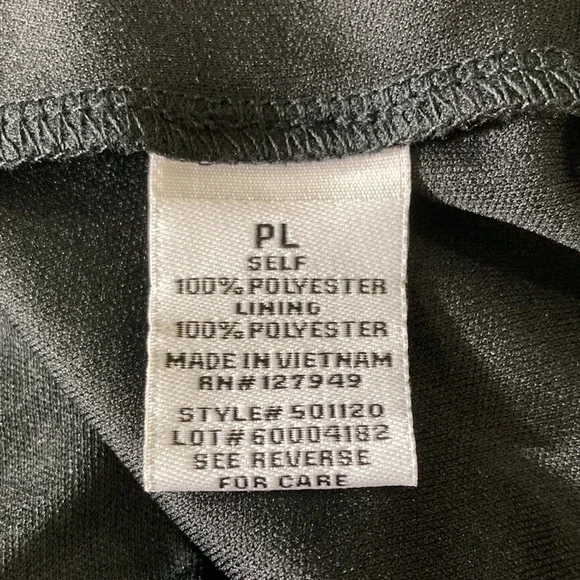 PL
SELF
100% POLYESTER
LINING
100% POLYESTER
MADE IN VIETNAM
RN# 127949
STYLE# 501120
LOT# 60004182
SEE REVERSE
FOR CARE